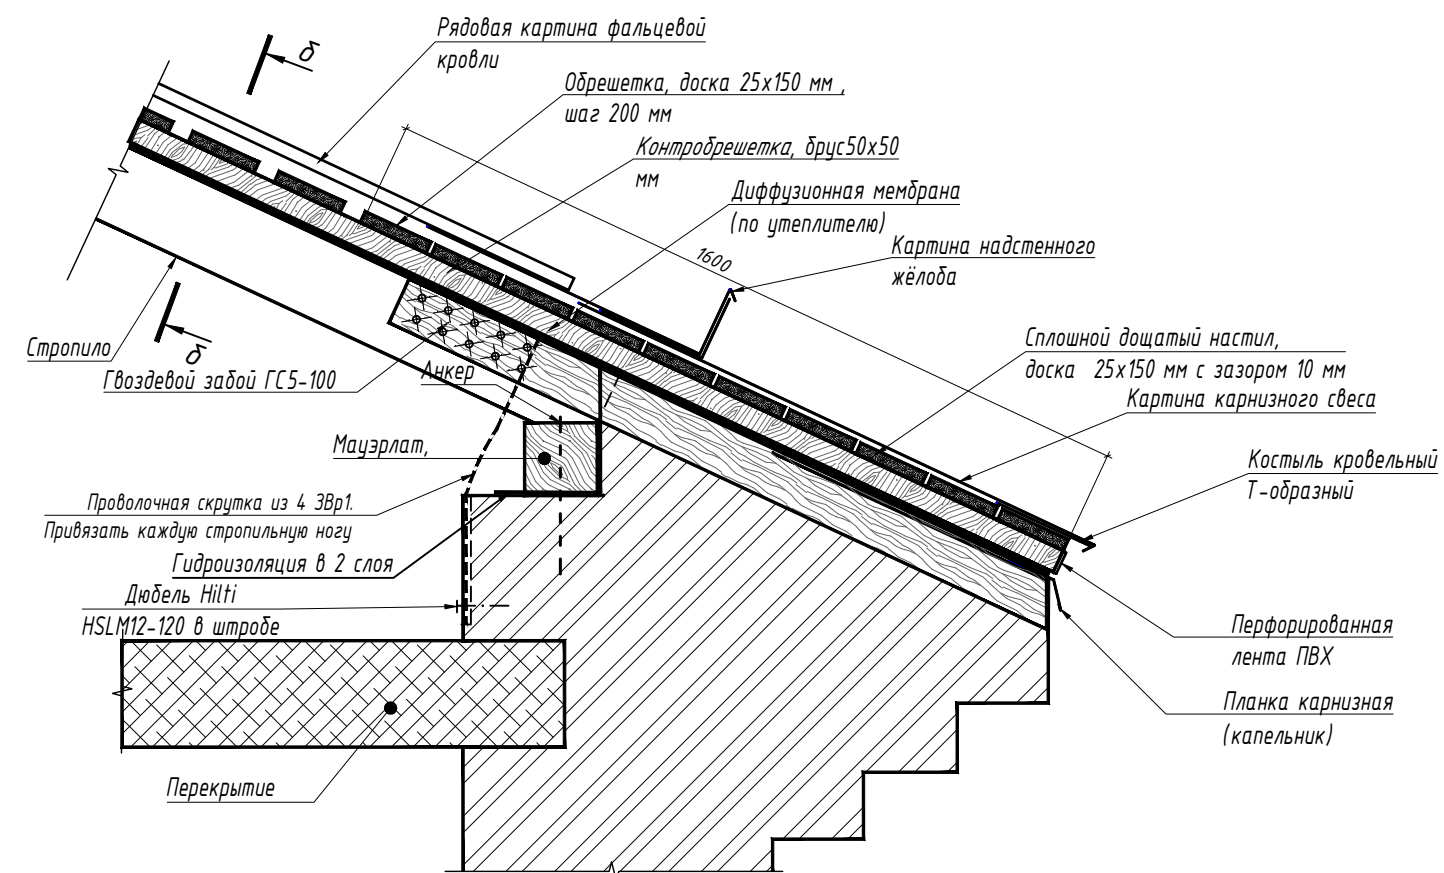 Рядовая картина фальцевой
кровли
δ
Обрешетка, доска 25х150 мм ,
шаг 200 мм
Контробрешетка, брус50х50
мм
Диффузионная мембрана
(по утеплителю)
1600
Картина надстенного
жёлоба
Стропило
δ
Гвоздевой забой ГС5-100
Анкер
Сплошной дощатый настил,
доска 25х150 мм с зазором 10 мм
Картина карнизного свеса
Мауэрлат,
Костыль кровельный
Т-образный
Проволочная скрутка из 4 3Вр1.
Привязать каждую стропильную ногу
Гидроизоляция в 2 слоя
Дюбель Hilti
HSLM12-120 в штробе
Перфорированная
лента ПВХ
Планка карнизная
(капельник)
Перекрытие